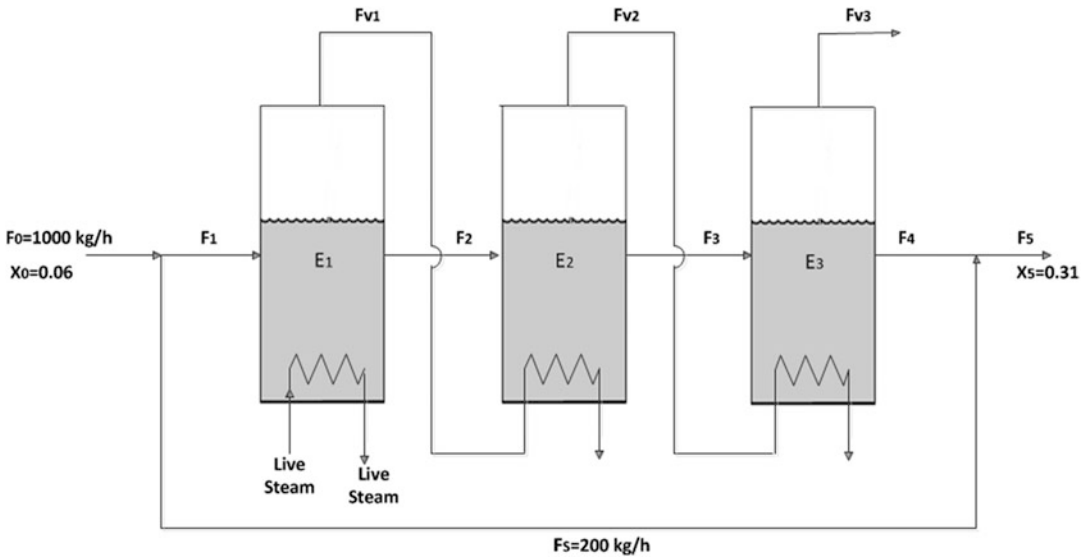 Fv1
Fv2
Fv3
F0=1000 kg/h
X0=0.06
F1
E1
F2
E2
F3
E3
F4
F5
X5=0.31
Live
Steam
Live
Steam
FS=200 kg/h